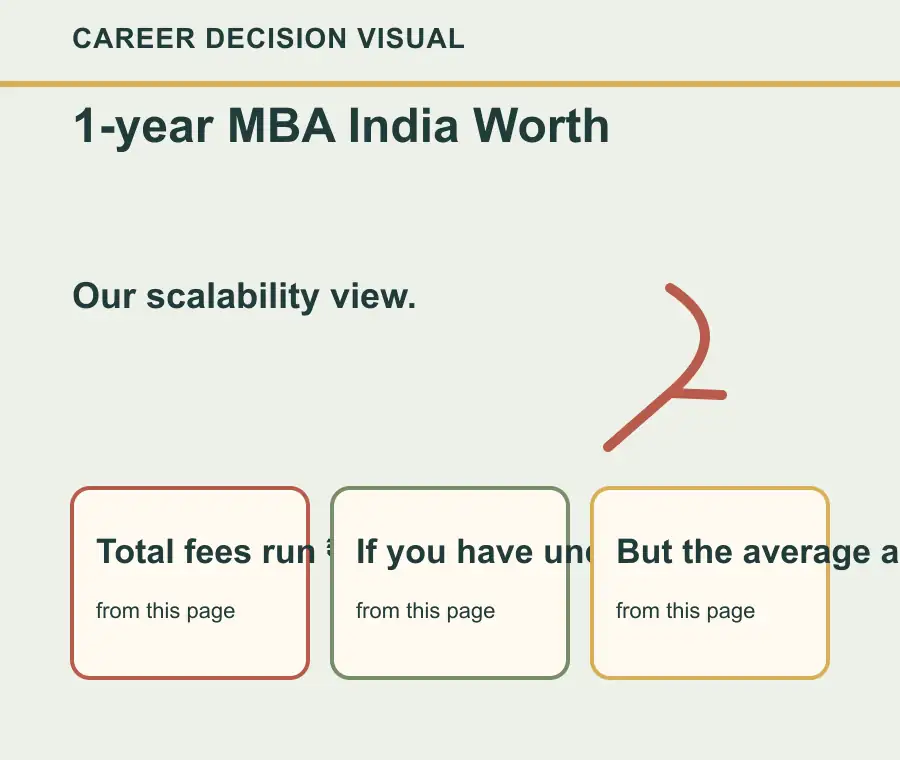 CAREER DECISION VISUAL
1-year MBA India Worth
Our scalability view.
Total fees run
If you have
But the average
from this page
from this page
from this page